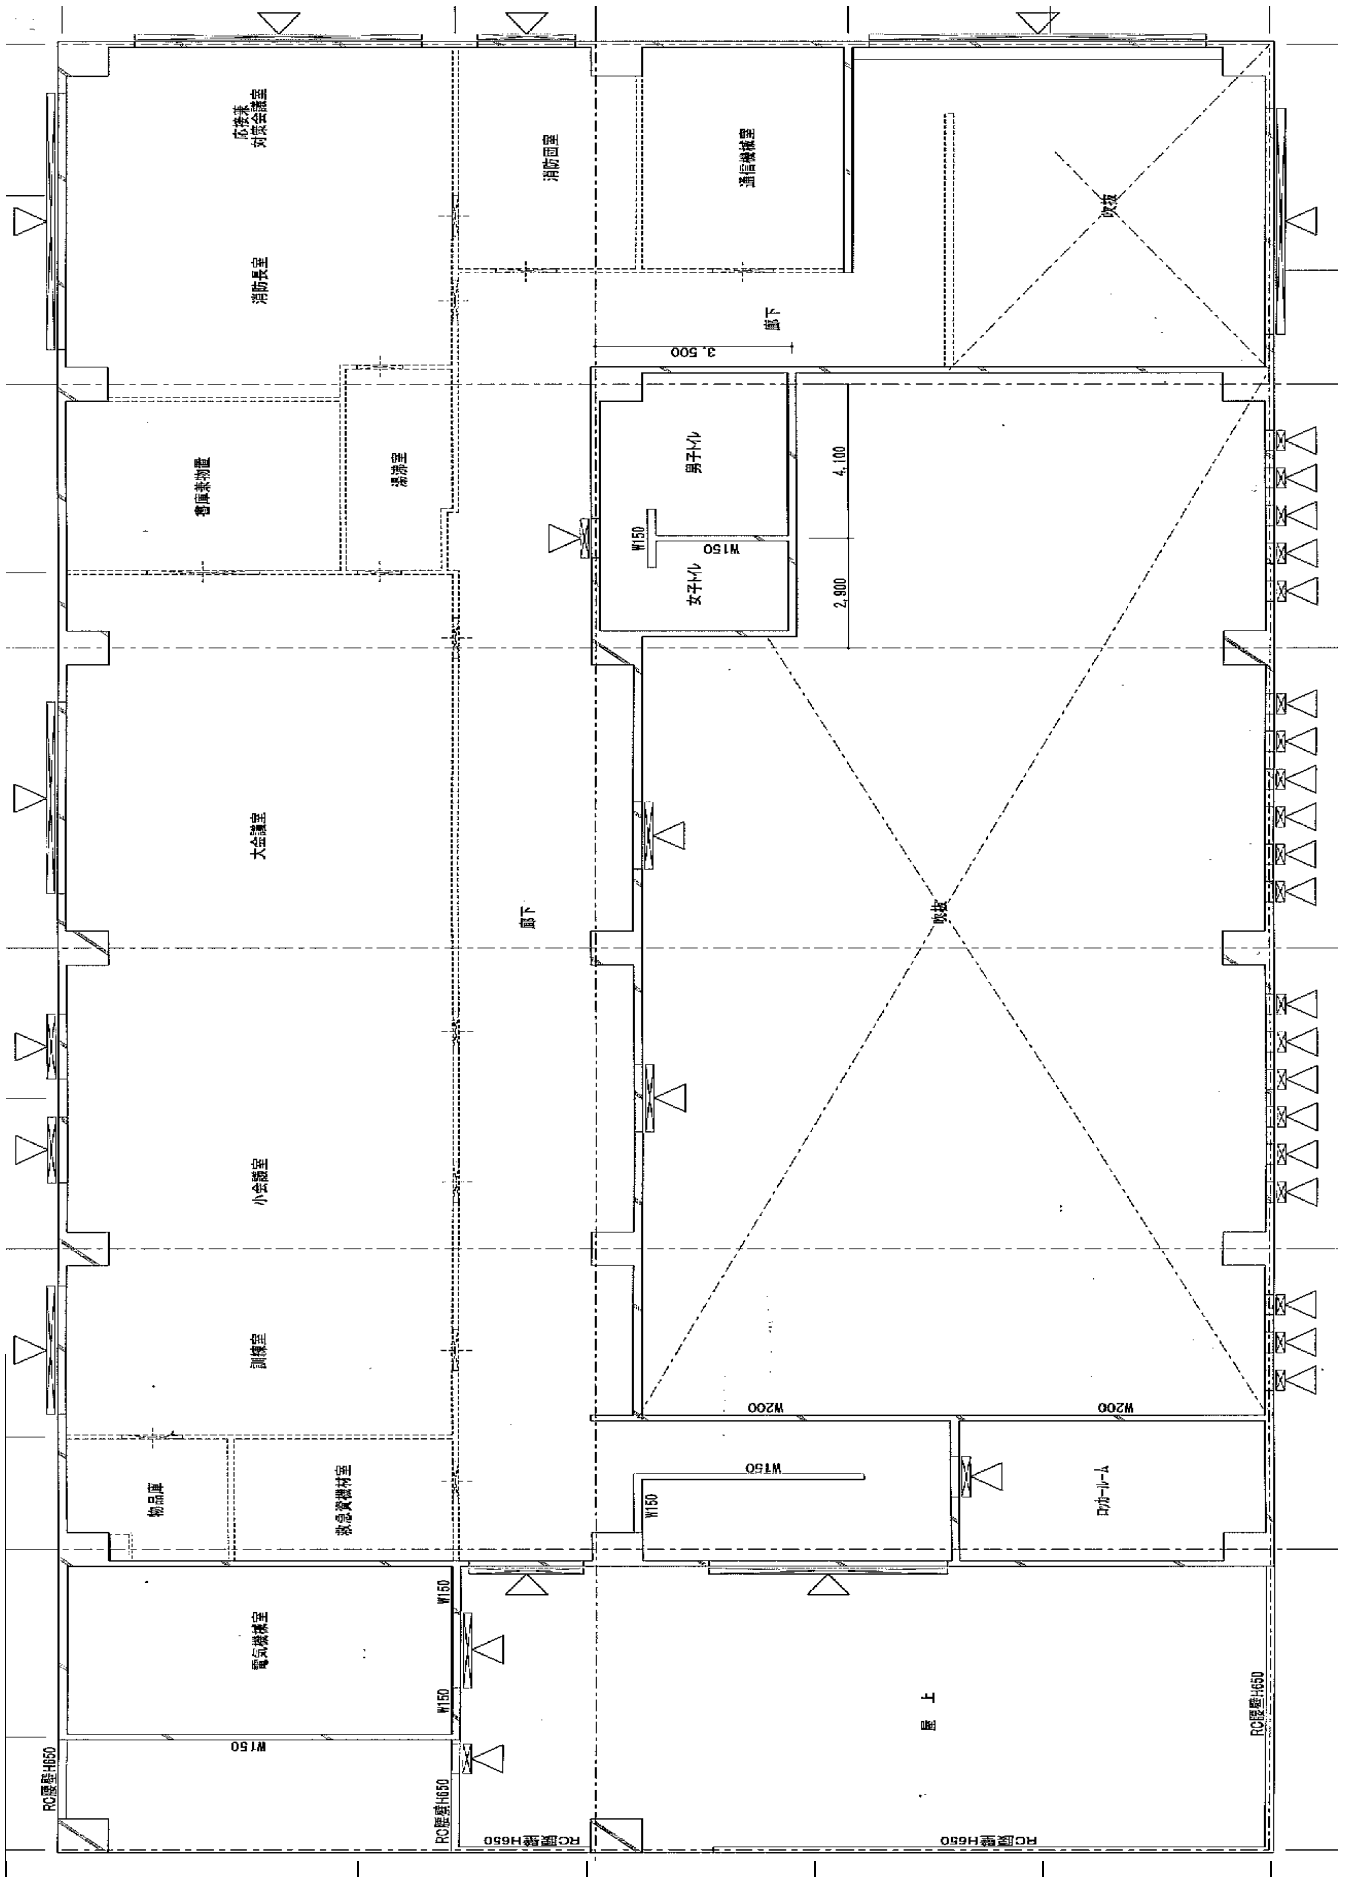 応接兼
対策会議室
消防団室
通信機械室
吹抜
消防長室
廊下
3,500
書庫兼物置
湯沸室
男子トイレ
W150
W150
女子トイレ
4,100
2,900
大会議室
廊下
吹抜
小会議室
訓練室
W200
W200
物品庫
救急資機材室
W150
W150
ロッカールーム
電気機械室
W150
W150
W150
屋上
RC腰壁H650
RC腰壁H650
RC腰壁H650
RC腰壁H650
RC腰壁H650